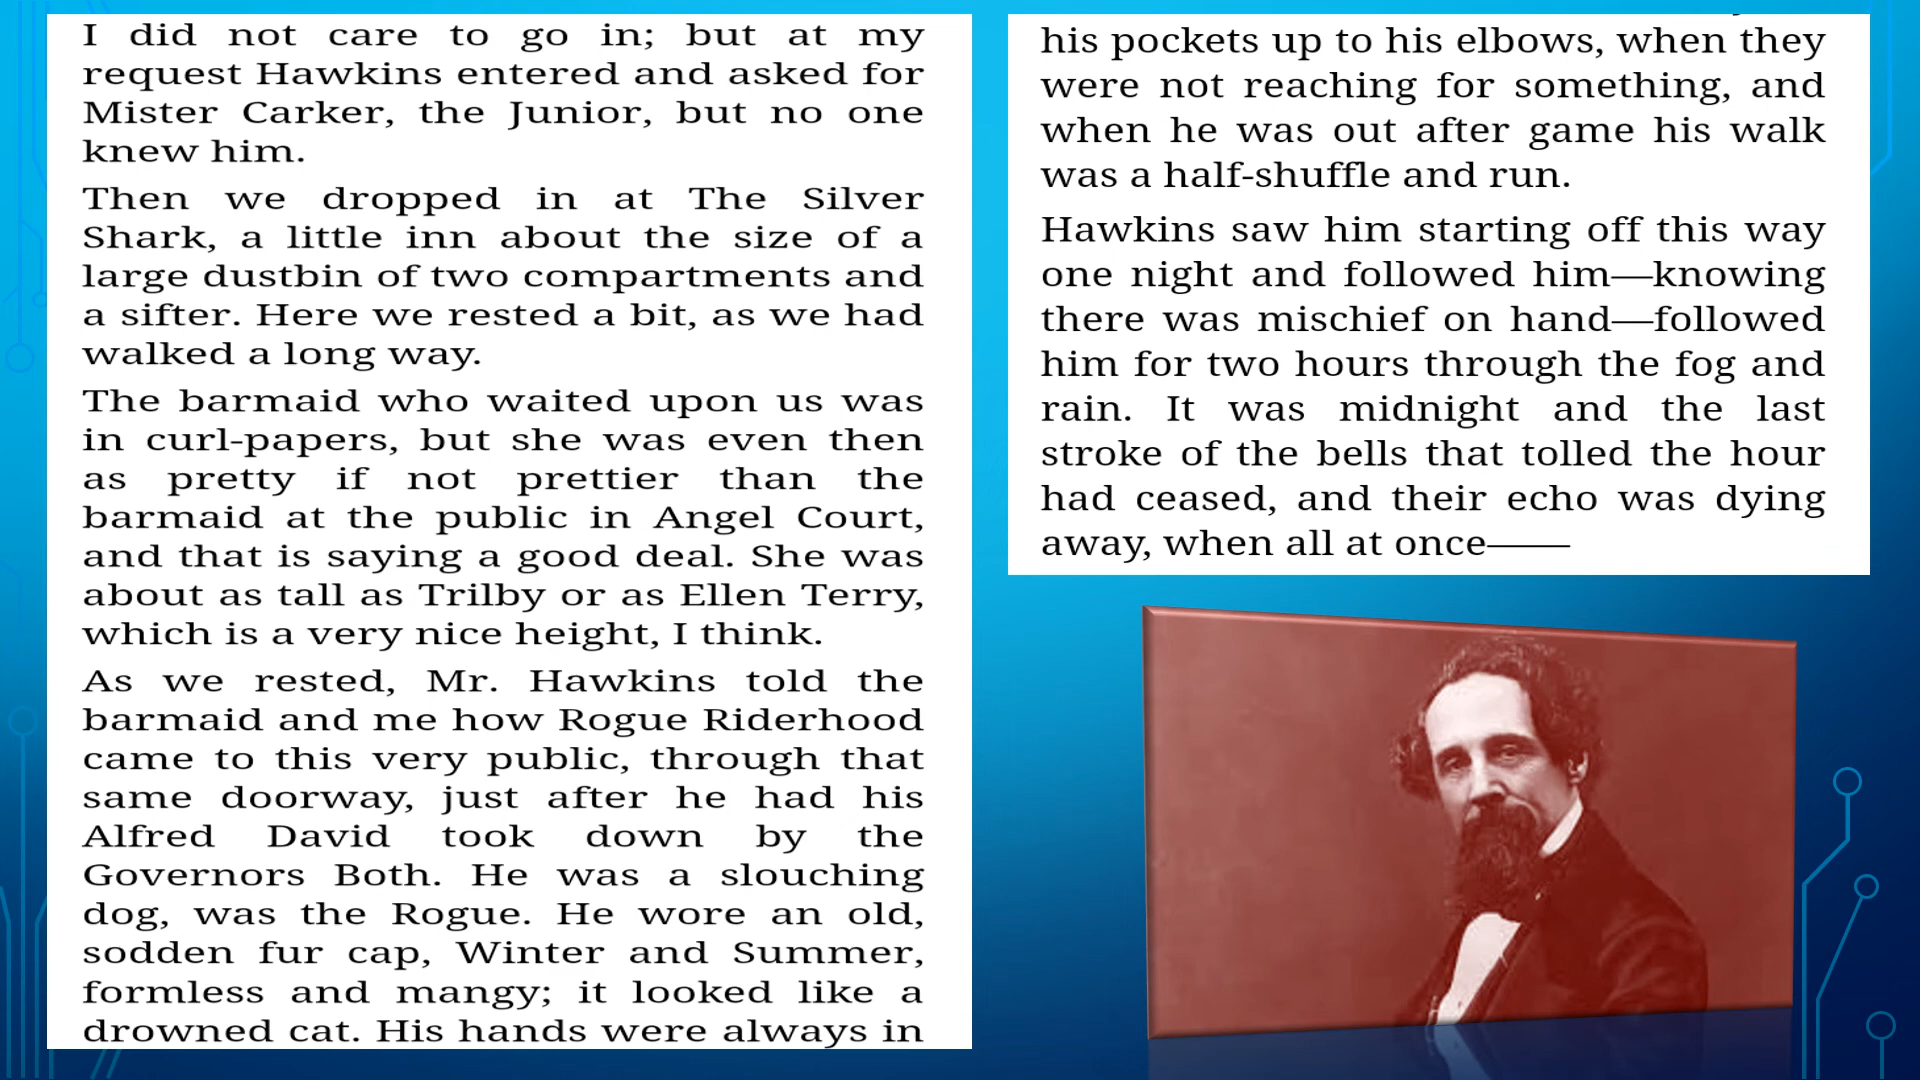 I did not care to go in; but at my
request Hawkins entered and asked for
Mister Carker, the Junior, but no one
knew him.
Then we dropped in at The Silver
Shark, a little inn about the size of a
large dustbin of two compartments and
a sifter. Here we rested a bit, as we had
walked a long way.
The barmaid who waited upon us was
in curl-papers, but she was even then
as pretty if not prettier than the
barmaid at the public in Angel Court,
and that is saying a good deal. She was
about as tall as Trilby or as Ellen Terry,
which is a very nice height, I think.
As we rested, Mr. Hawkins told the
barmaid and me how Rogue Riderhood
came to this very public, through that
same doorway, just after he had his
Alfred David took down by the
Governors Both. He was a slouching
dog, was the Rogue. He wore an old,
sodden fur cap, Winter and Summer,
formless and mangy; it looked like a
drowned cat. His hands were always in
his pockets up to his elbows, when they
were not reaching for something, and
when he was out after game his walk
was a half-shuffle and run.
Hawkins saw him starting off this way
one night and followed him—knowing
there was mischief on hand—followed
him for two hours through the fog and
rain. It was midnight and the last
stroke of the bells that tolled the hour
had ceased, and their echo was dying
away, when all at once——